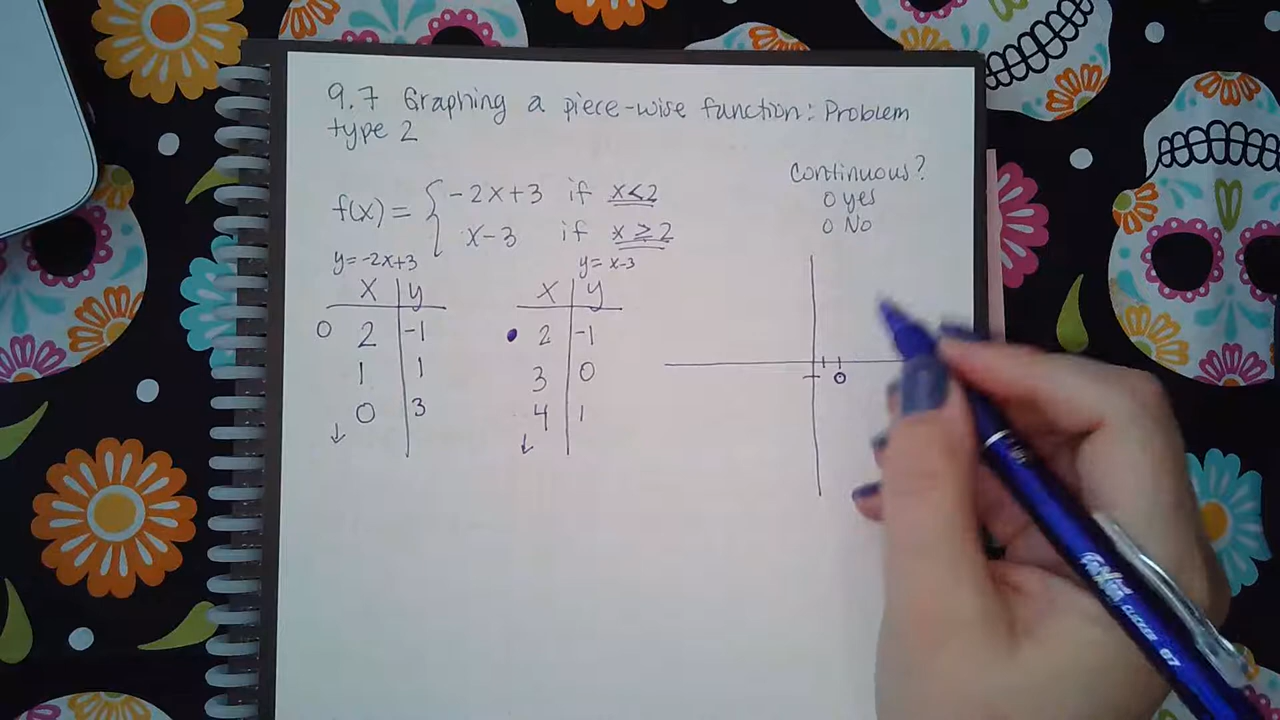 9.7 Graphing a piece-wise function: Problem
type 2
Continuous?
O yes
O No
f(x) = { -2x+3 if x<2
x-3 if x≥2
y=-2x+3
x y
O 2 -1
1 1
0 3
↓
y=x-3
x y
• 2 -1
3 0
4 1
↓